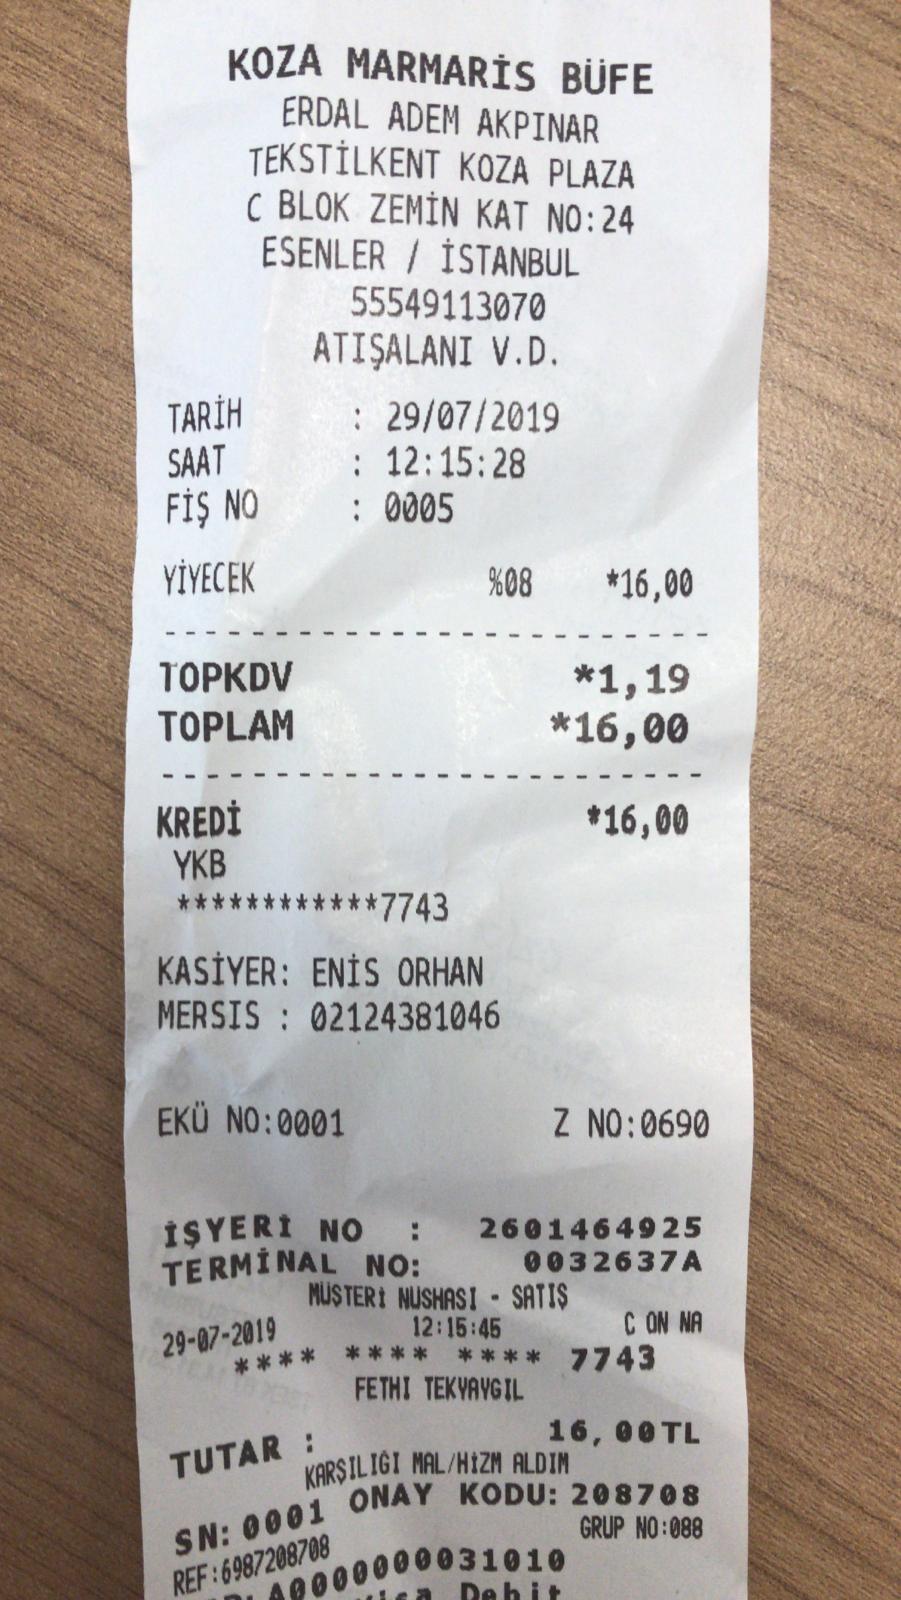 KOZA MARMARİS BÜFE
ERDAL ADEM AKPINAR
TEKSTİLKENT KOZA PLAZA
C BLOK ZEMİN KAT NO:24
ESENLER / İSTANBUL
55549113070
ATIŞALANI V.D.
TARİH : 29/07/2019
SAAT : 12:15:28
FİŞ NO : 0005
YİYECEK %08 *16,00
TOPKDV *1,19
TOPLAM *16,00
KREDİ *16,00
YKB
************7743
KASİYER: ENİS ORHAN
MERSIS : 02124381046
EKÜ NO:0001 Z NO:0690
İŞYERİ NO : 2601464925
TERMİNAL NO: 0032637A
MÜŞTERİ NÜSHASI - SATIŞ
29-07-2019 12:15:45 C ON NA
**** **** **** 7743
FETHI TEKYAYGIL
TUTAR : 16,00TL
KARŞILIĞI MAL/HİZM ALDIM
SN: 0001 ONAY KODU: 208708
REF:6987208708 GRUP NO:088
A0000000031010
Visa Debit